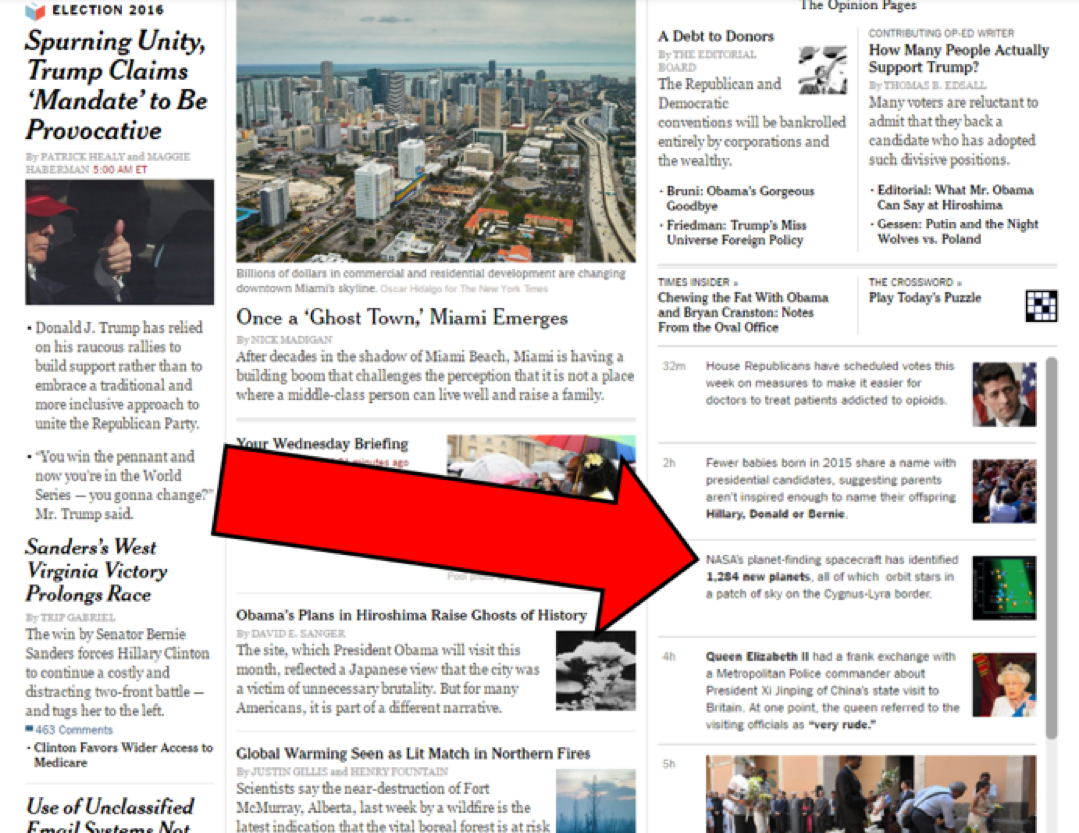 ELECTION 2016
Spurning Unity,
Trump Claims
‘Mandate’ to Be
Provocative
By PATRICK HEALY and MAGGIE
HABERMAN 5:00 AM ET
• Donald J. Trump has relied
on his raucous rallies to
build support rather than to
embrace a traditional and
more inclusive approach to
unite the Republican Party.
• “You win the pennant and
now you're in the World
Series — you gonna change?”
Mr. Trump said.
Sanders’s West
Virginia Victory
Prolongs Race
By TRIP GABRIEL
The win by Senator Bernie
Sanders forces Hillary Clinton
to continue a costly and
distracting two-front battle —
and tugs her to the left.
463 Comments
• Clinton Favors Wider Access to
Medicare
Use of Unclassified
Email Systems Not
Billions of dollars in commercial and residential development are changing
downtown Miami's skyline. Oscar Hidalgo for The New York Times
Once a ‘Ghost Town,’ Miami Emerges
By NICK MADIGAN
After decades in the shadow of Miami Beach, Miami is having a
building boom that challenges the perception that it is not a place
where a middle-class person can live well and raise a family.
Your Wednesday Briefing
minutes ago
Obama’s Plans in Hiroshima Raise Ghosts of History
By DAVID E. SANGER
The site, which President Obama will visit this
month, reflected a Japanese view that the city was
a victim of unnecessary brutality. But for many
Americans, it is part of a different narrative.
Global Warming Seen as Lit Match in Northern Fires
By JUSTIN GILLIS and HENRY FOUNTAIN
Scientists say the near-destruction of Fort
McMurray, Alberta, last week by a wildfire is the
latest indication that the vital boreal forest is at risk
The Opinion Pages
A Debt to Donors
By THE EDITORIAL
BOARD
The Republican and
Democratic
conventions will be bankrolled
entirely by corporations and
the wealthy.
• Bruni: Obama’s Gorgeous
Goodbye
• Friedman: Trump’s Miss
Universe Foreign Policy
CONTRIBUTING OP-ED WRITER
How Many People Actually
Support Trump?
By THOMAS B. EDSALL
Many voters are reluctant to
admit that they back a
candidate who has adopted
such divisive positions.
• Editorial: What Mr. Obama
Can Say at Hiroshima
• Gessen: Putin and the Night
Wolves vs. Poland
TIMES INSIDER »
Chewing the Fat With Obama
and Bryan Cranston: Notes
From the Oval Office
THE CROSSWORD »
Play Today’s Puzzle
32m
House Republicans have scheduled votes this
week on measures to make it easier for
doctors to treat patients addicted to opioids.
2h
Fewer babies born in 2015 share a name with
presidential candidates, suggesting parents
aren't inspired enough to name their offspring
Hillary, Donald or Bernie.
NASA's planet-finding spacecraft has identified
1,284 new planets, all of which orbit stars in
a patch of sky on the Cygnus-Lyra border.
4h
Queen Elizabeth II had a frank exchange with
a Metropolitan Police commander about
President Xi Jinping of China's state visit to
Britain. At one point, the queen referred to the
visiting officials as “very rude.”
5h